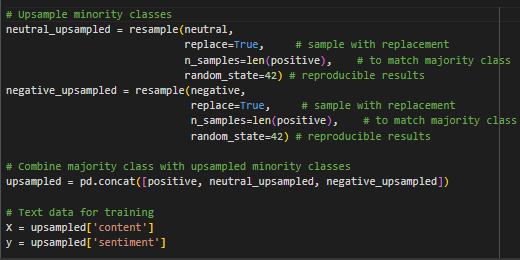 # Upsample minority classes
neutral_upsampled = resample(neutral,
                             replace=True,     # sample with replacement
                             n_samples=len(positive),    # to match majority class
                             random_state=42) # reproducible results
negative_upsampled = resample(negative,
                              replace=True,     # sample with replacement
                              n_samples=len(positive),    # to match majority class
                              random_state=42) # reproducible results

# Combine majority class with upsampled minority classes
upsampled = pd.concat([positive, neutral_upsampled, negative_upsampled])

# Text data for training
X = upsampled['content']
y = upsampled['sentiment']